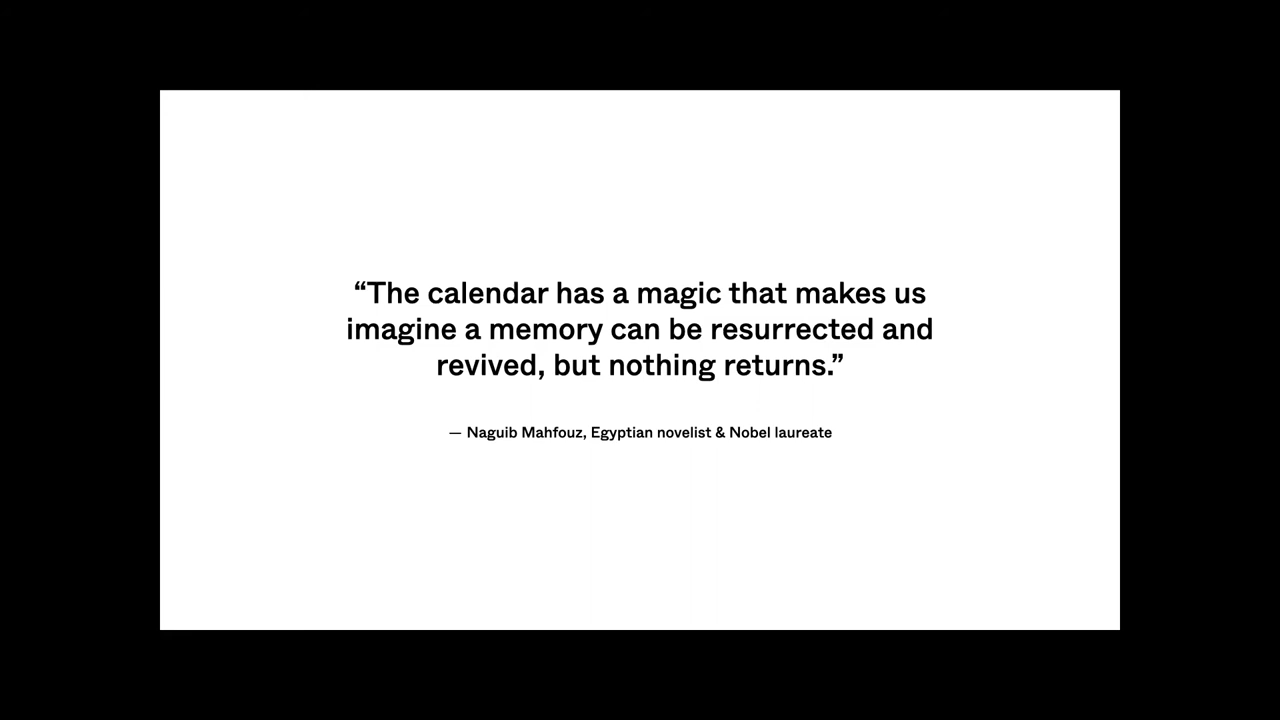 “The calendar has a magic that makes us
imagine a memory can be resurrected and
revived, but nothing returns.”
— Naguib Mahfouz, Egyptian novelist & Nobel laureate